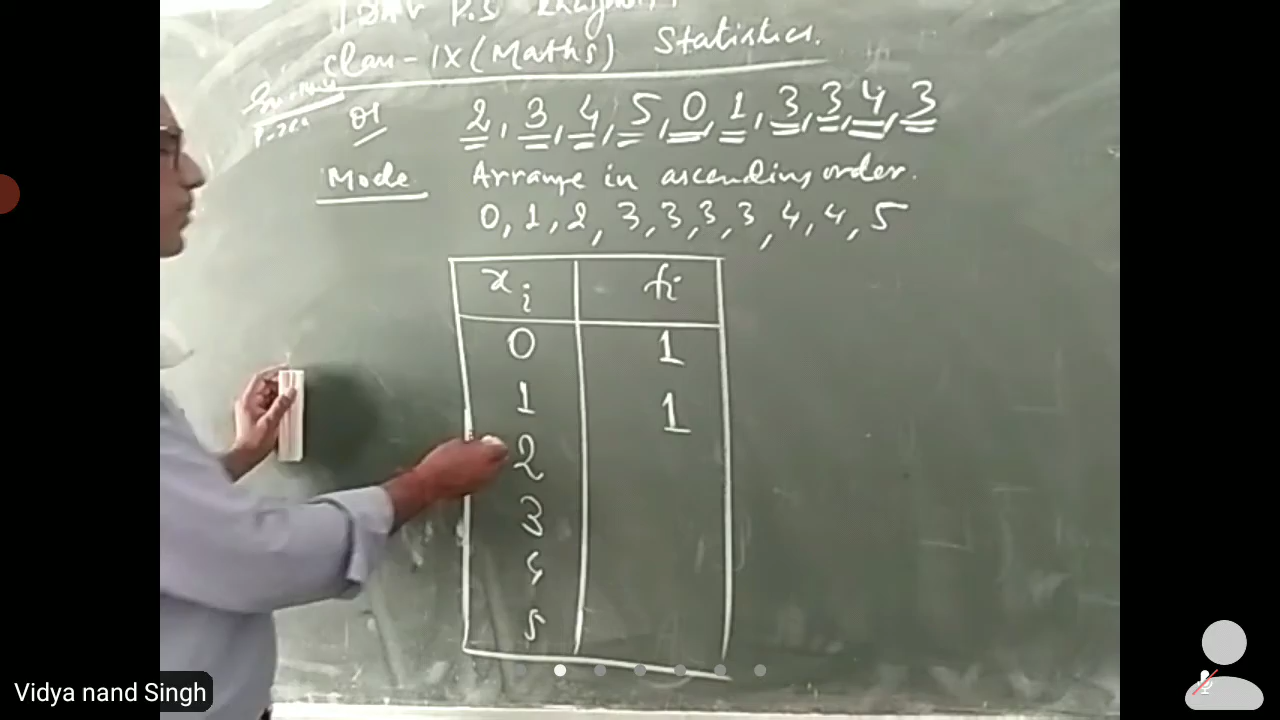 P.S
Class-IX (Maths) Statistics.
Q1 2, 3, 4, 5, 0, 1, 3, 3, 4, 3
Mode Arrange in ascending order.
0, 1, 2, 3, 3, 3, 3, 4, 4, 5
xi fi
0 1
1 1
2
3
4
5
Vidya nand Singh